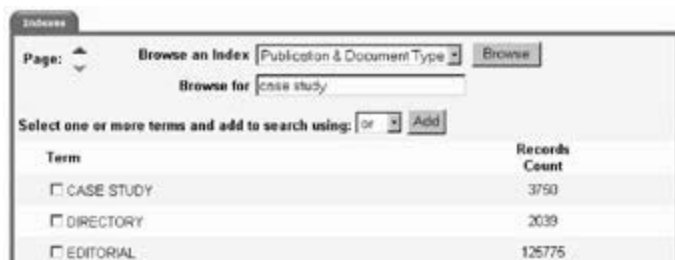 Indexes
Page: Browse an Index Publication & Document Type Browse
Browse for case study
Select one or more terms and add to search using: or Add
Term Records Count
CASE STUDY 3750
DIRECTORY 2039
EDITORIAL 125775